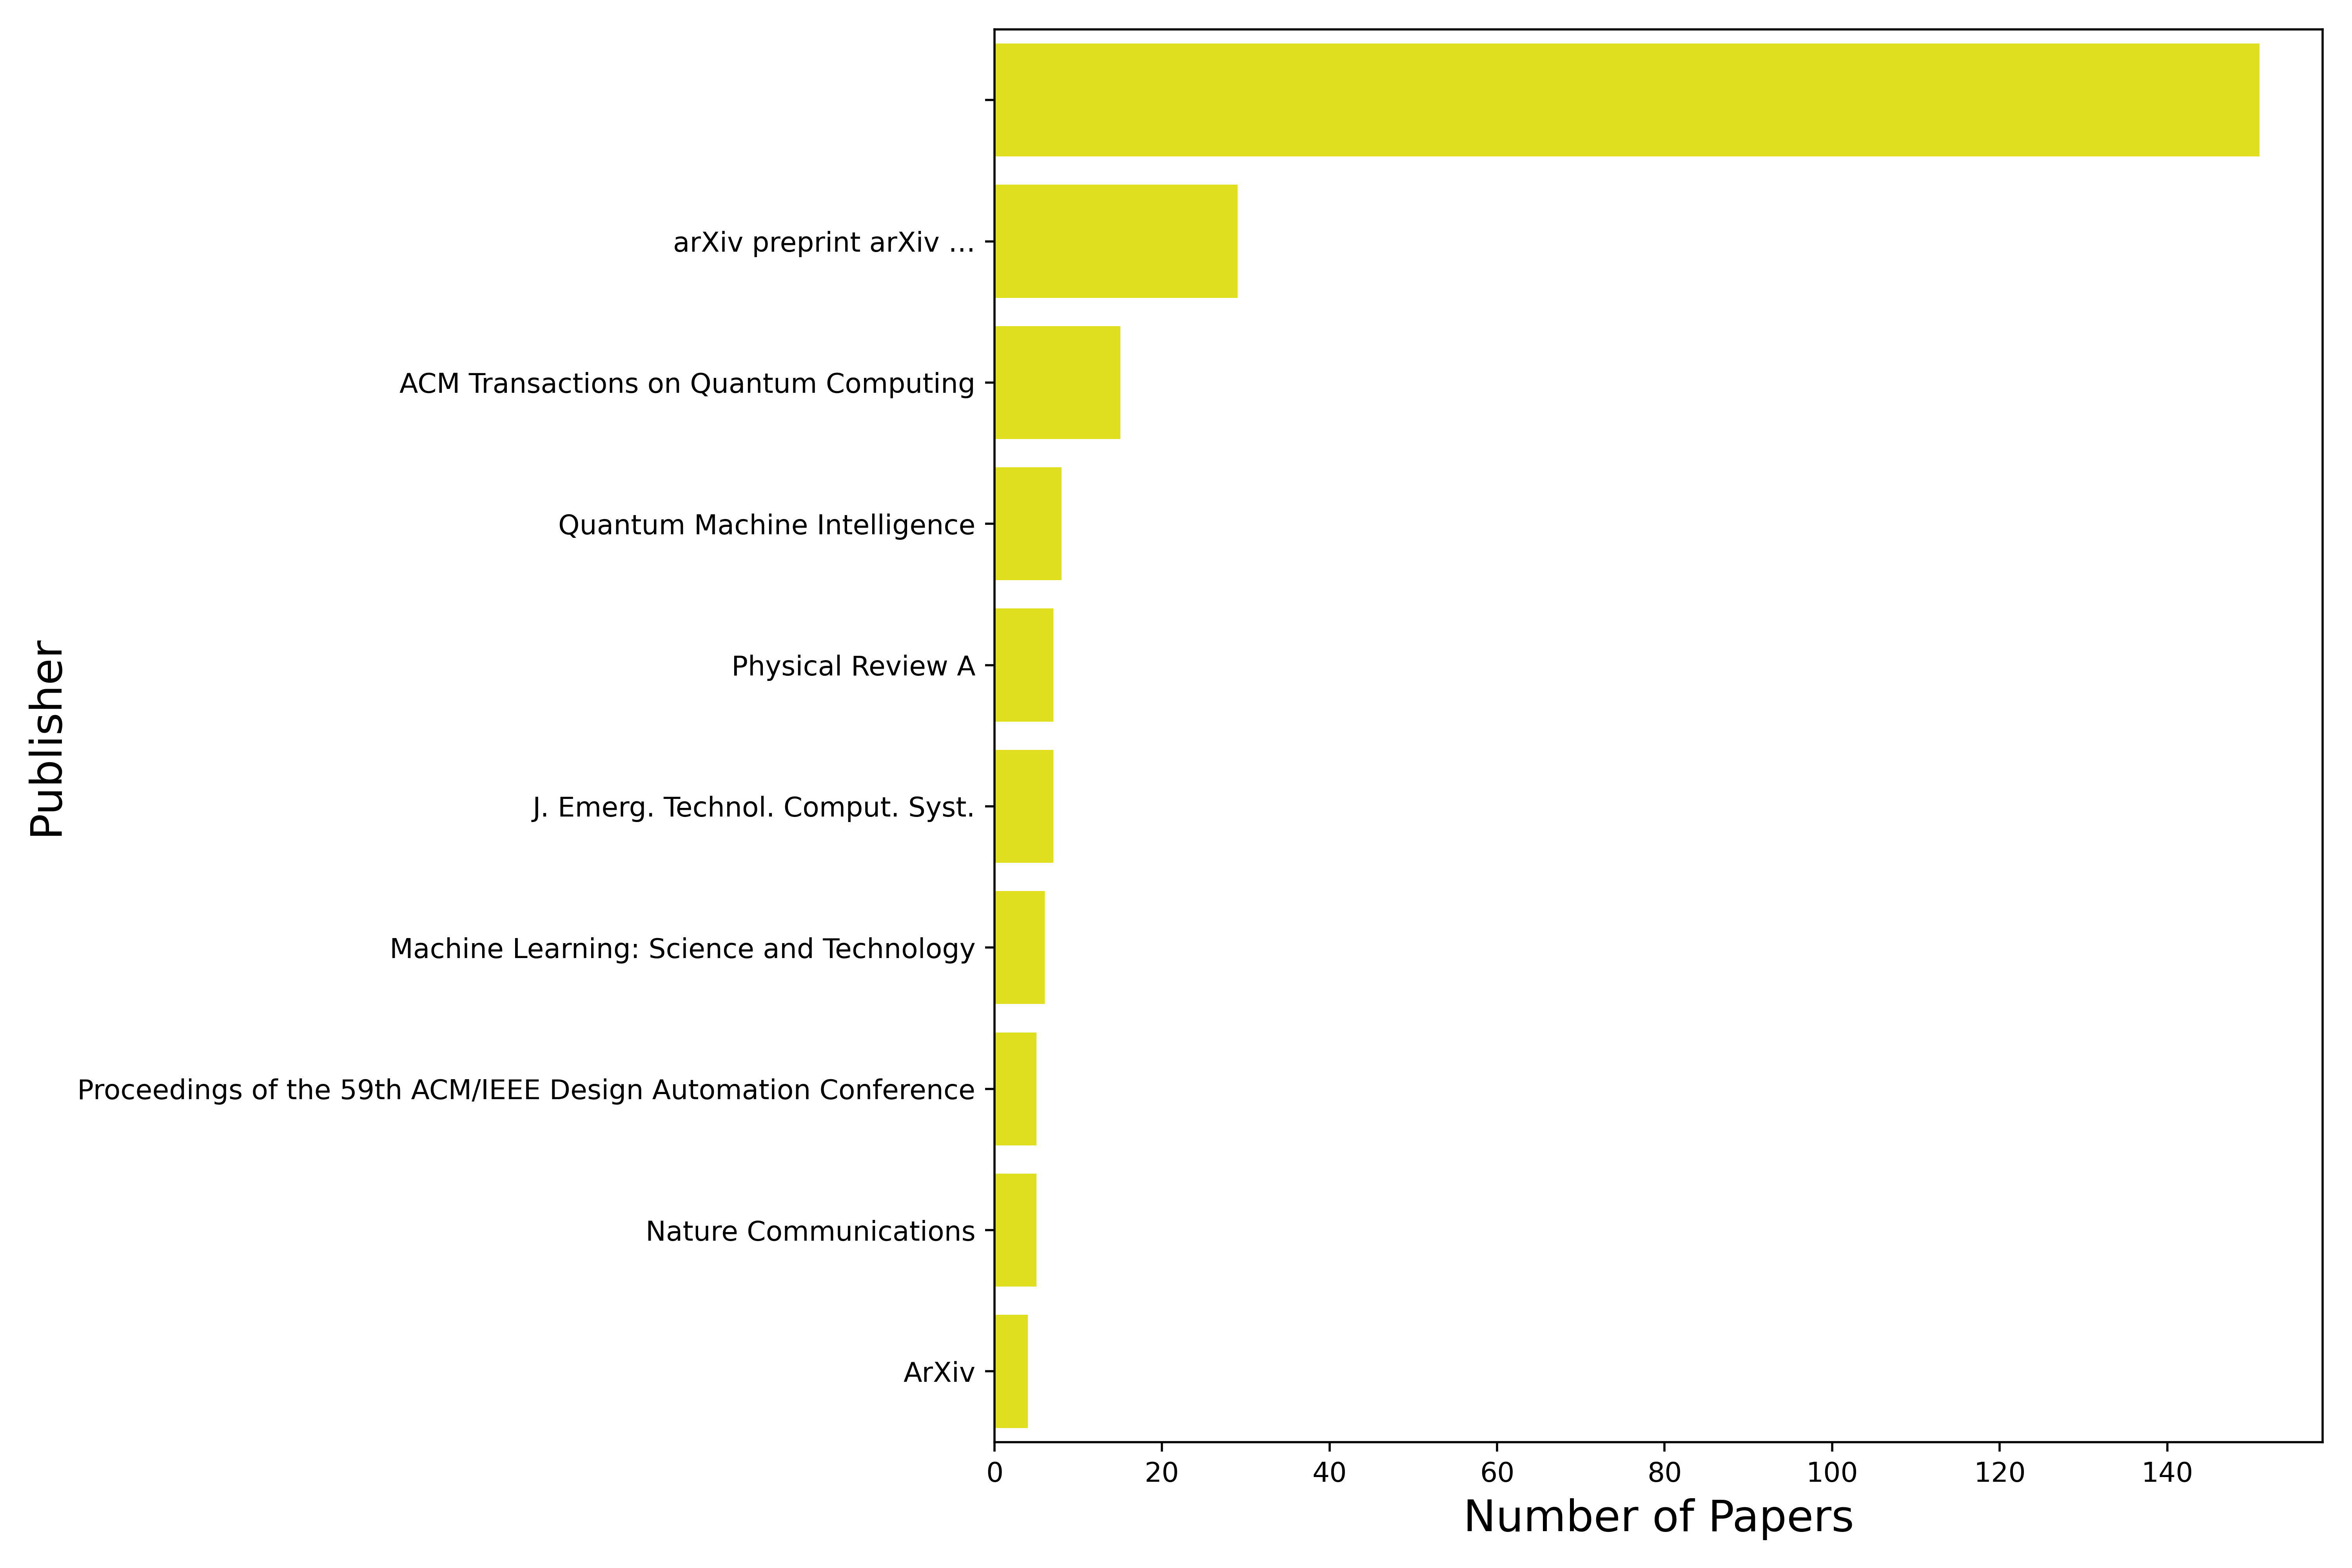 arXiv preprint arXiv …
ACM Transactions on Quantum Computing
Quantum Machine Intelligence
Physical Review A
J. Emerg. Technol. Comput. Syst.
Machine Learning: Science and Technology
Proceedings of the 59th ACM/IEEE Design Automation Conference
Nature Communications
ArXiv
Publisher
0 20 40 60 80 100 120 140
Number of Papers